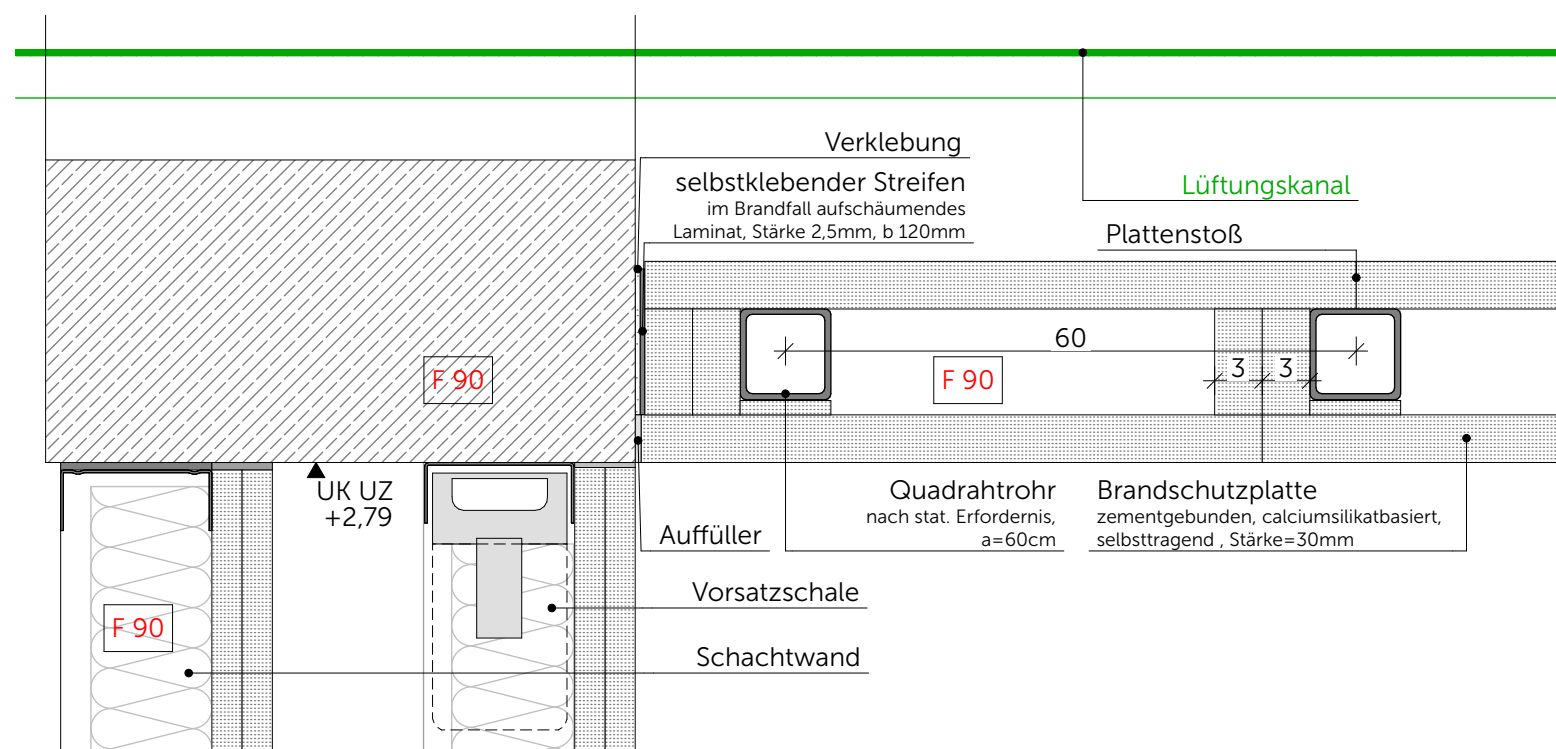 Verklebung
selbstklebender Streifen
im Brandfall aufschäumendes
Laminat, Stärke 2,5mm, b 120mm
Lüftungskanal
Plattenstoß
60
3
3
F 90
F 90
UK UZ
+2,79
Quadrahtrohr
nach stat. Erfordernis,
a=60cm
Brandschutzplatte
zementgebunden, calciumsilikatbasiert,
selbsttragend , Stärke=30mm
Auffüller
Vorsatzschale
F 90
Schachtwand